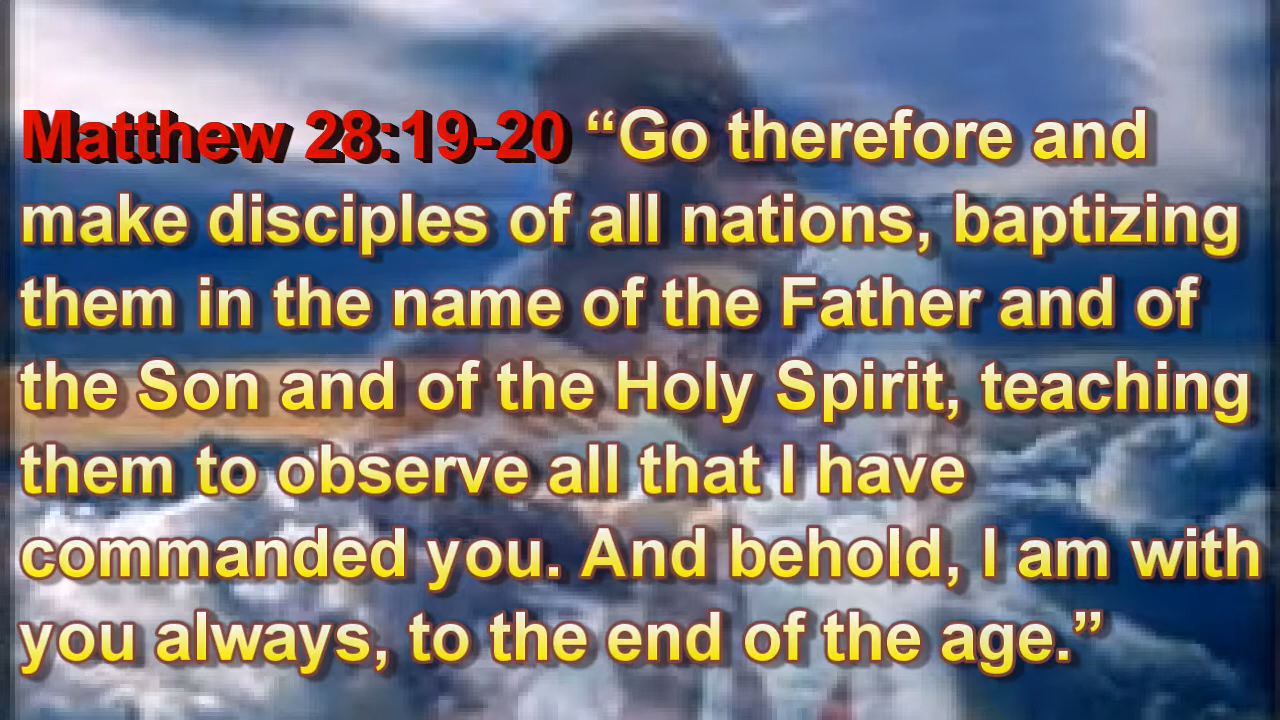 Matthew 28:19-20 “Go therefore and
make disciples of all nations, baptizing
them in the name of the Father and of
the Son and of the Holy Spirit, teaching
them to observe all that I have
commanded you. And behold, I am with
you always, to the end of the age.”